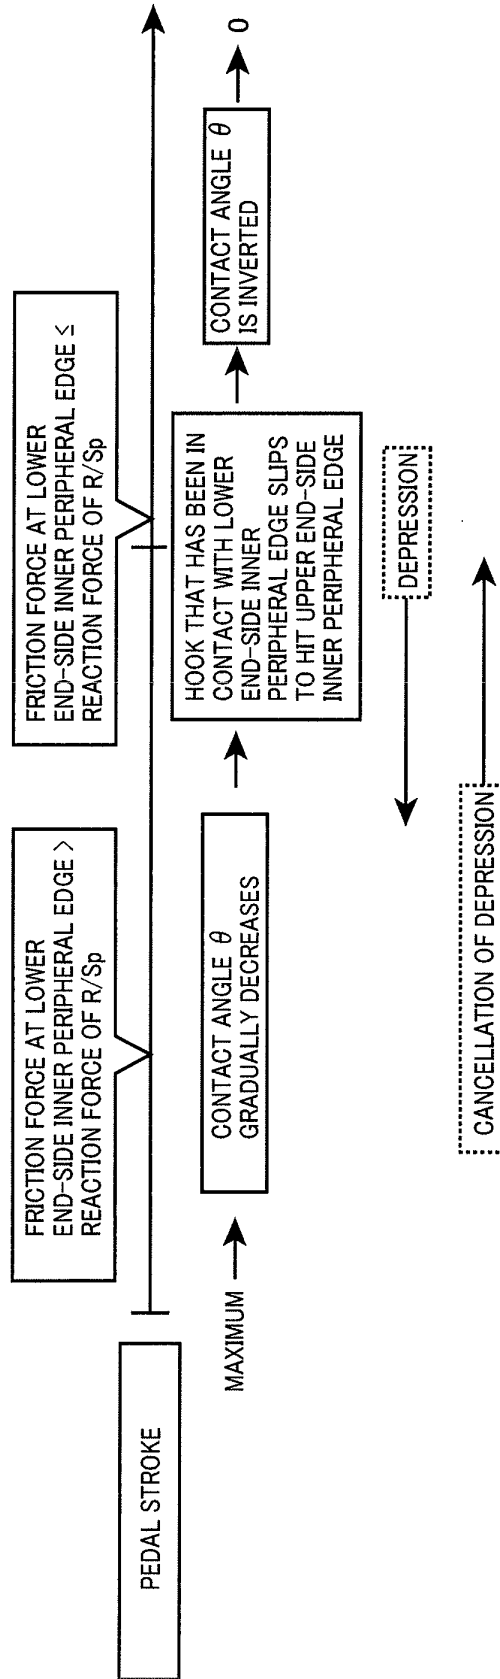 PEDAL STROKE
FRICTION FORCE AT LOWER
END-SIDE INNER PERIPHERAL EDGE >
REACTION FORCE OF R/Sp
FRICTION FORCE AT LOWER
END-SIDE INNER PERIPHERAL EDGE ≤
REACTION FORCE OF R/Sp
MAXIMUM
CONTACT ANGLE θ
GRADUALLY DECREASES
HOOK THAT HAS BEEN IN
CONTACT WITH LOWER
END-SIDE INNER
PERIPHERAL EDGE SLIPS
TO HIT UPPER END-SIDE
INNER PERIPHERAL EDGE
CONTACT ANGLE θ
IS INVERTED
0
DEPRESSION
CANCELLATION OF DEPRESSION